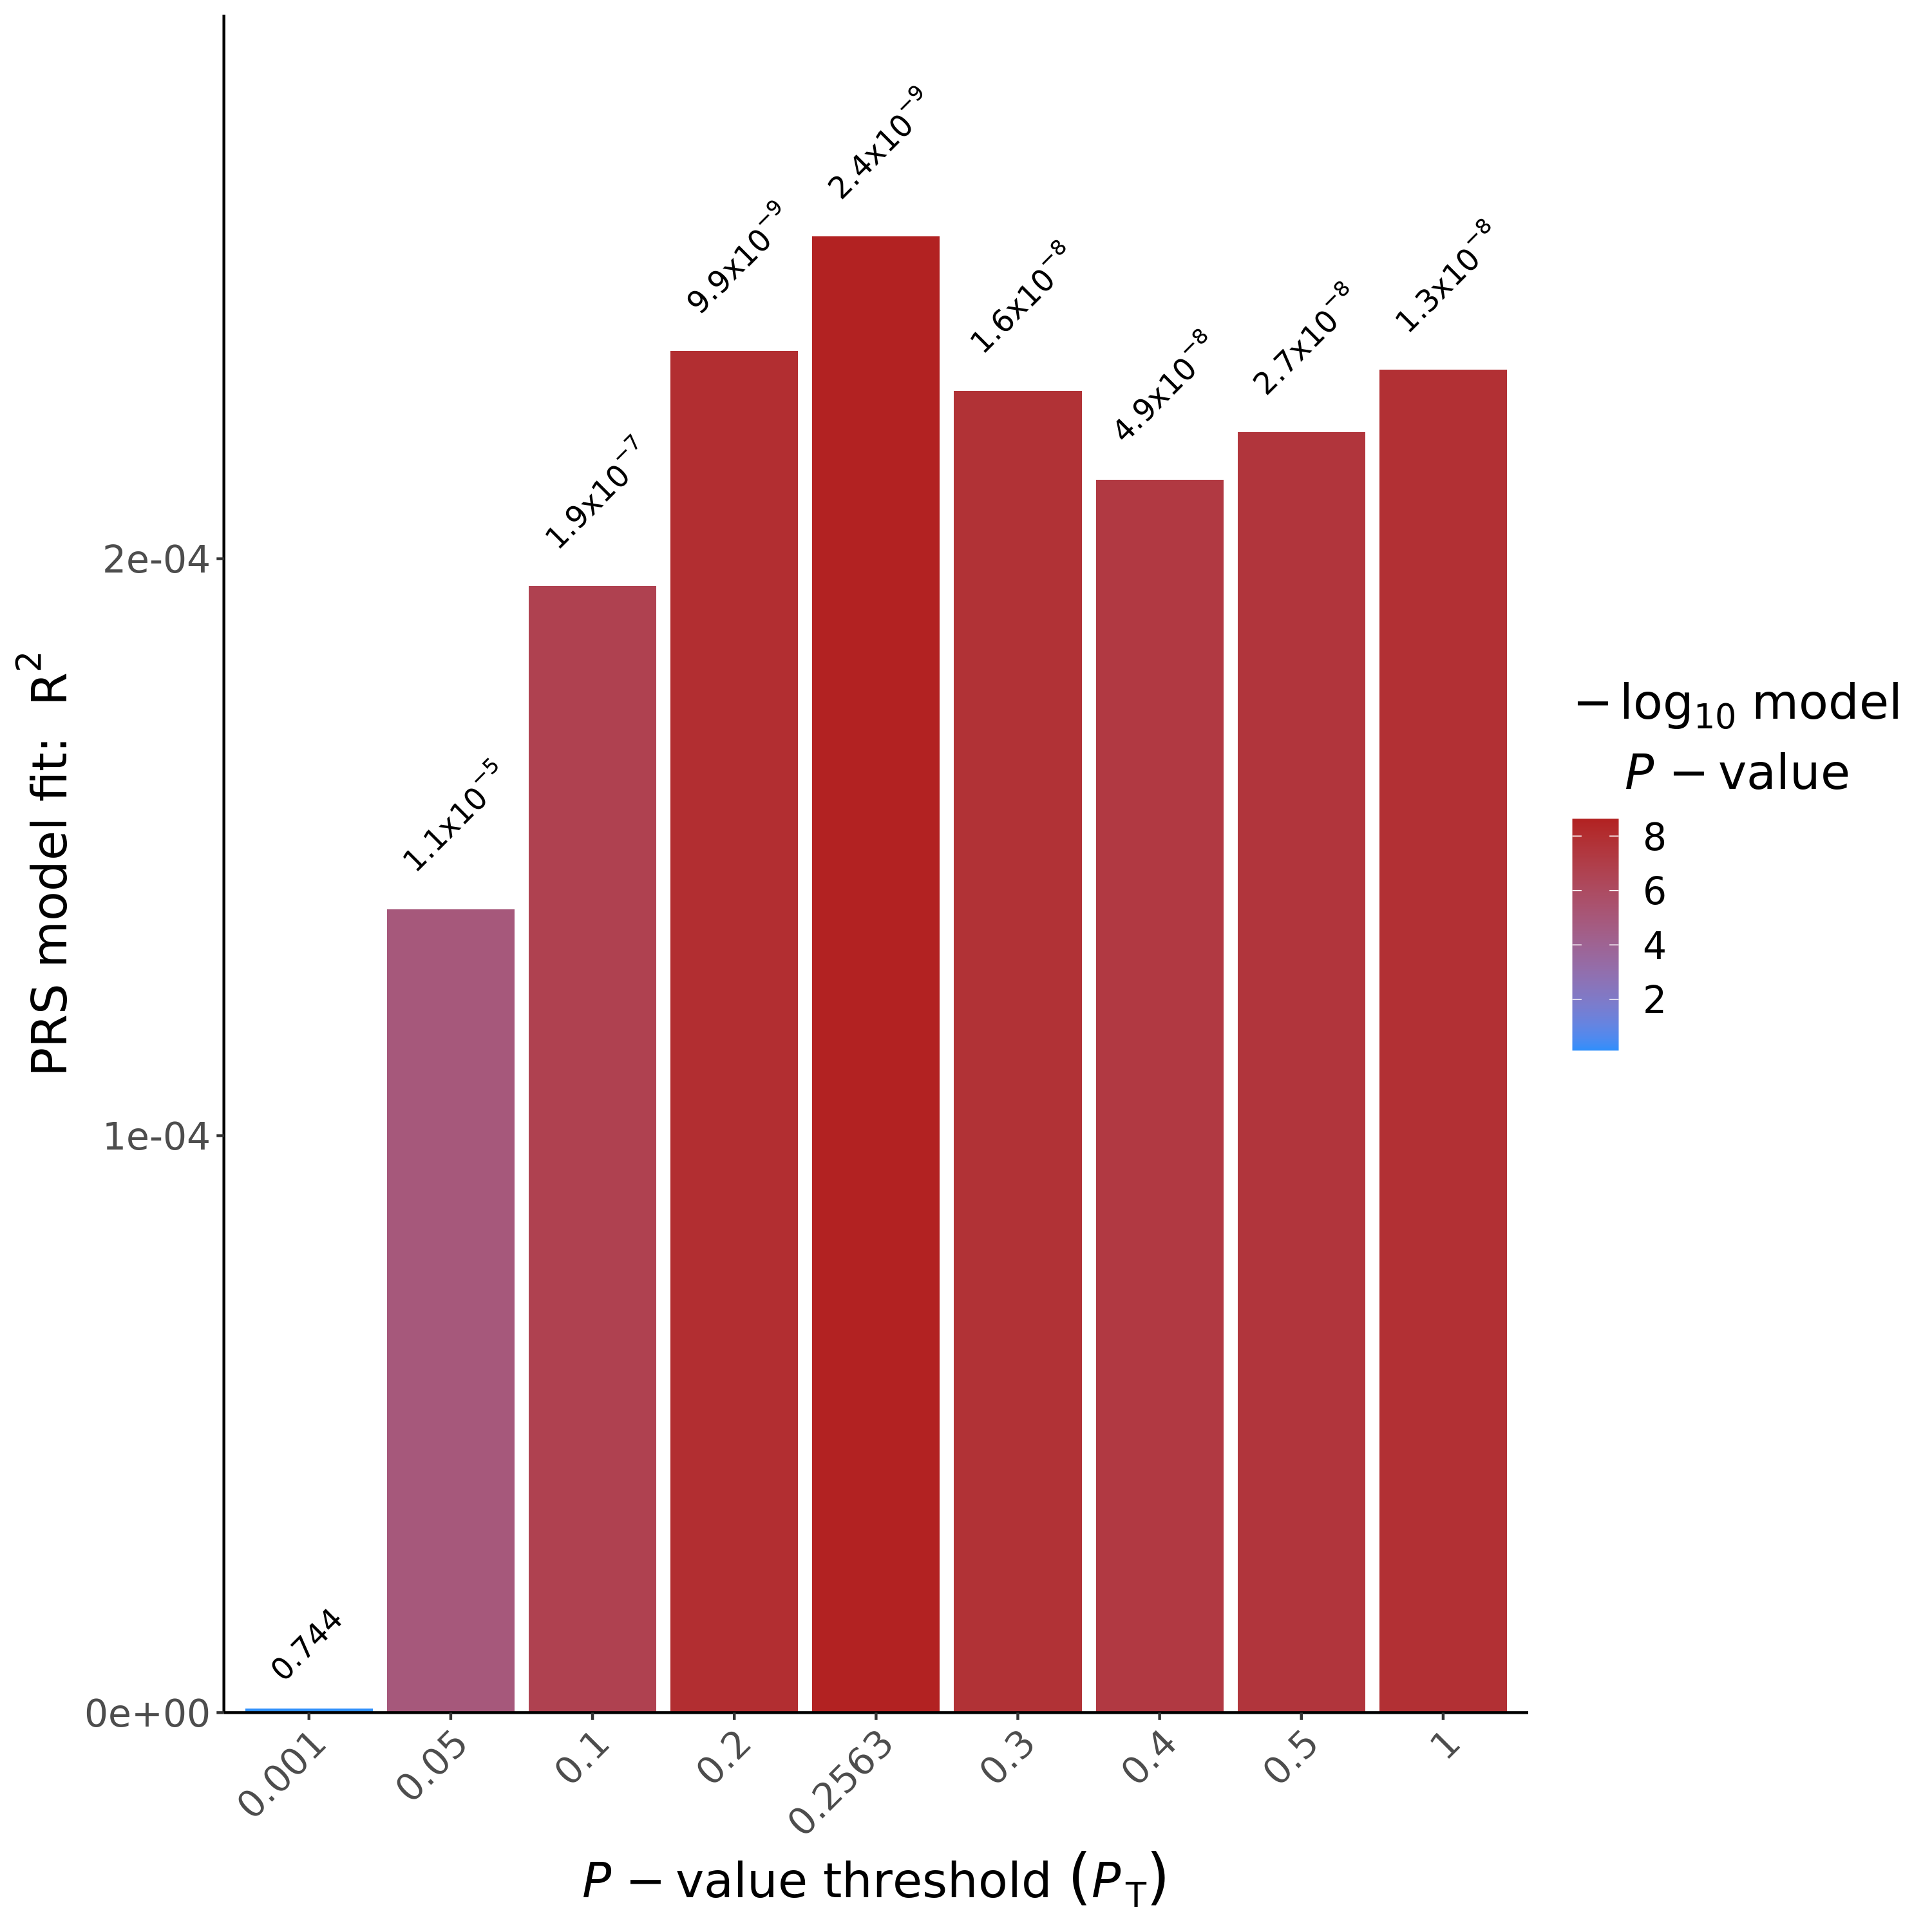 PRS model fit: R²
2e-04
1e-04
0e+00
0.744
1.1x10⁻⁵
1.9x10⁻⁷
9.9x10⁻⁹
2.4x10⁻⁹
1.6x10⁻⁸
4.9x10⁻⁸
2.7x10⁻⁸
1.3x10⁻⁸
0.001
0.05
0.1
0.2
0.2563
0.3
0.4
0.5
1
P − value threshold (P_T)
− log₁₀ model
P − value
8
6
4
2